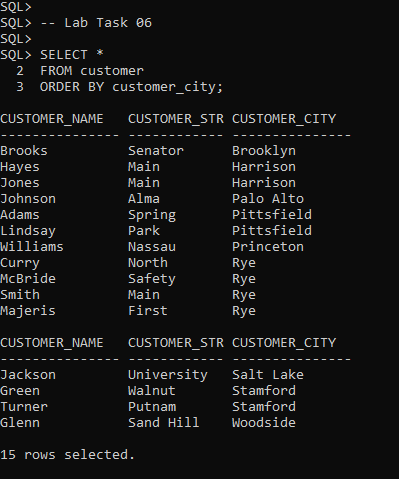 SQL>
SQL> -- Lab Task 06
SQL>
SQL> SELECT *
  2  FROM customer
  3  ORDER BY customer_city;

CUSTOMER_NAME   CUSTOMER_STR CUSTOMER_CITY
--------------- ------------ ---------------
Brooks          Senator      Brooklyn
Hayes           Main         Harrison
Jones           Main         Harrison
Johnson         Alma         Palo Alto
Adams           Spring       Pittsfield
Lindsay         Park         Pittsfield
Williams        Nassau       Princeton
Curry           North        Rye
McBride         Safety       Rye
Smith           Main         Rye
Majeris         First        Rye

CUSTOMER_NAME   CUSTOMER_STR CUSTOMER_CITY
--------------- ------------ ---------------
Jackson         University   Salt Lake
Green           Walnut       Stamford
Turner          Putnam       Stamford
Glenn           Sand Hill    Woodside

15 rows selected.